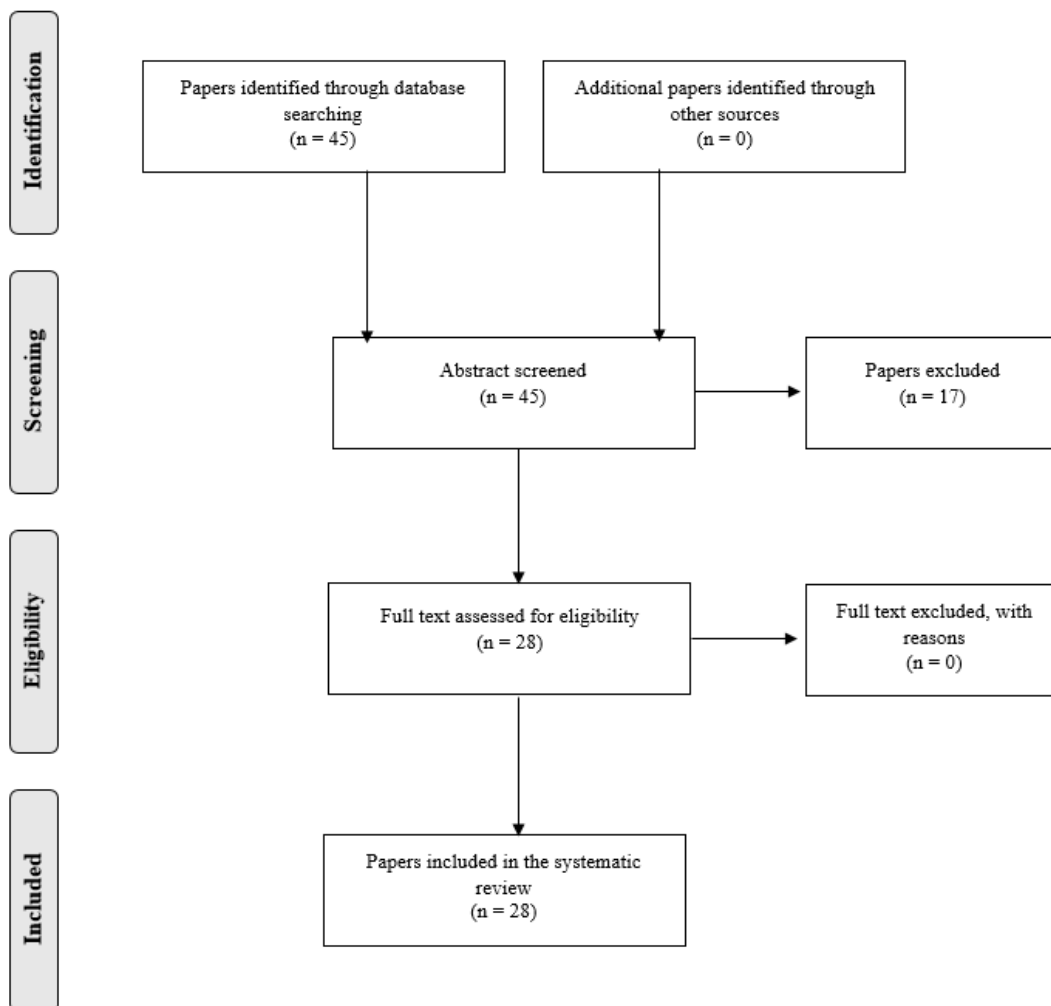 Identification
Papers identified through database
searching
(n = 45)
Additional papers identified through
other sources
(n = 0)
Screening
Abstract screened
(n = 45)
Papers excluded
(n = 17)
Eligibility
Full text assessed for eligibility
(n = 28)
Full text excluded, with
reasons
(n = 0)
Included
Papers included in the systematic
review
(n = 28)